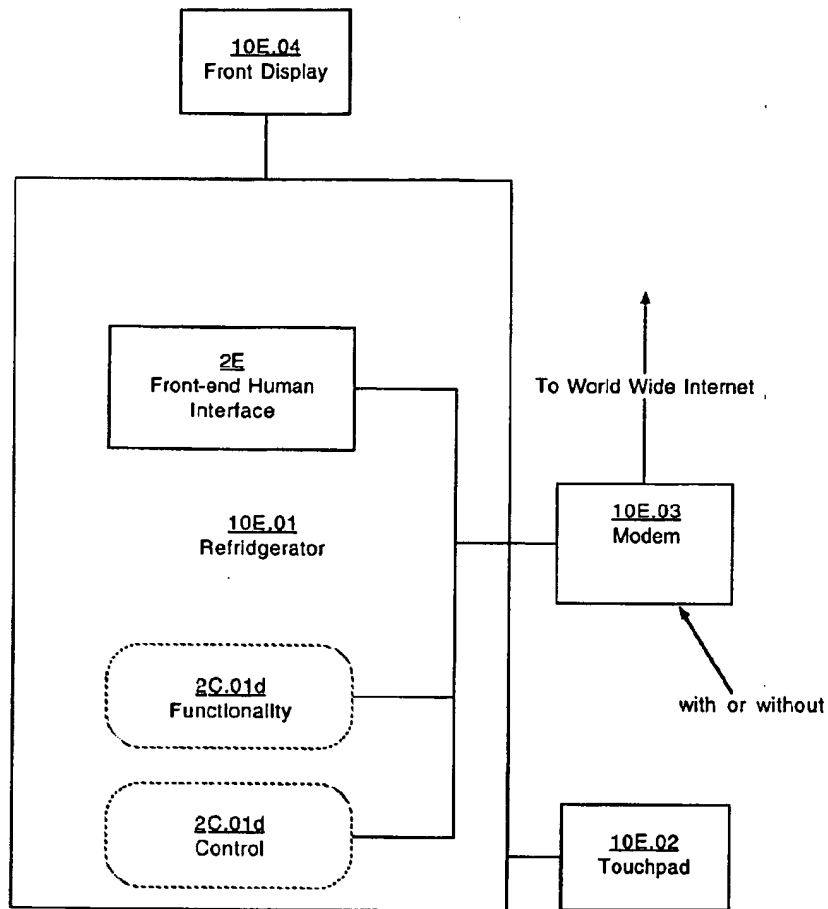 10E.04
Front Display
2E
Front-end Human
Interface
To World Wide Internet
10E.01
Refridgerator
10E.03
Modem
2C.01d
Functionality
with or without
2C.01d
Control
10E.02
Touchpad